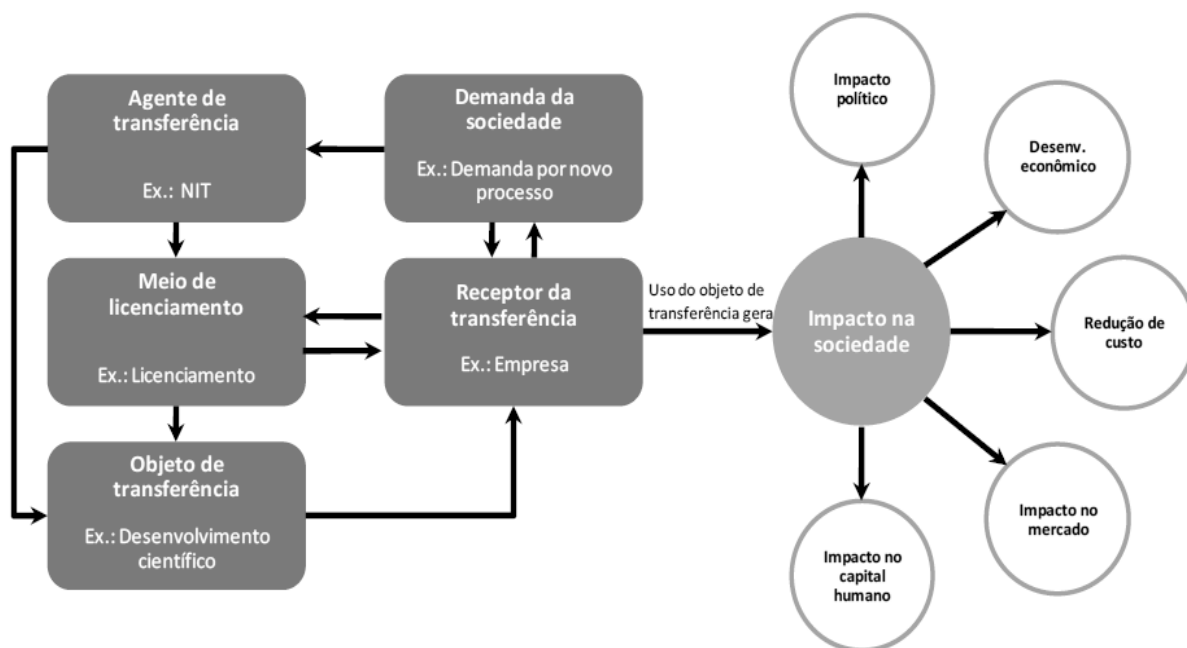 Agente de
transferência
Ex.: NIT
Demanda da
sociedade
Ex.: Demanda por novo
processo
Meio de
licenciamento
Ex.: Licenciamento
Receptor da
transferência
Ex.: Empresa
Objeto de
transferência
Ex.: Desenvolvimento
científico
Uso do objeto de
transferência gera
Impacto na
sociedade
Impacto
político
Desenv.
econômico
Redução de
custo
Impacto no
mercado
Impacto no
capital
humano